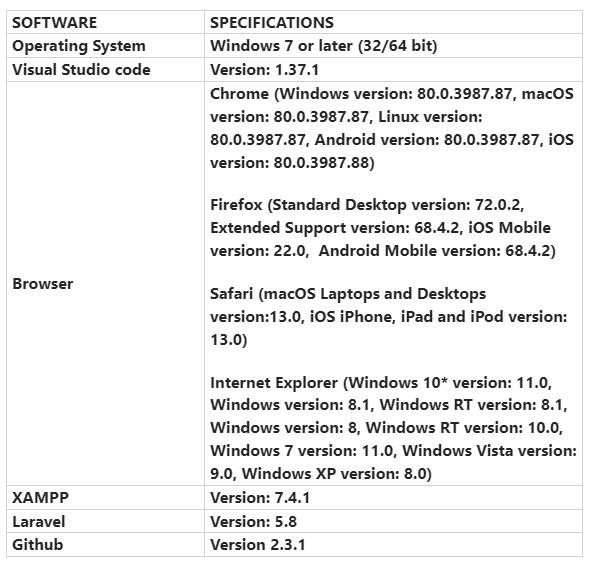 SOFTWARE SPECIFICATIONS
Operating System Windows 7 or later (32/64 bit)
Visual Studio code Version: 1.37.1
Browser
Chrome (Windows version: 80.0.3987.87, macOS
version: 80.0.3987.87, Linux version:
80.0.3987.87, Android version: 80.0.3987.87, iOS
version: 80.0.3987.88)
Firefox (Standard Desktop version: 72.0.2,
Extended Support version: 68.4.2, iOS Mobile
version: 22.0, Android Mobile version: 68.4.2)
Safari (macOS Laptops and Desktops
version:13.0, iOS iPhone, iPad and iPod version:
13.0)
Internet Explorer (Windows 10* version: 11.0,
Windows version: 8.1, Windows RT version: 8.1,
Windows version: 8, Windows RT version: 10.0,
Windows 7 version: 11.0, Windows Vista version:
9.0, Windows XP version: 8.0)
XAMPP Version: 7.4.1
Laravel Version: 5.8
Github Version 2.3.1